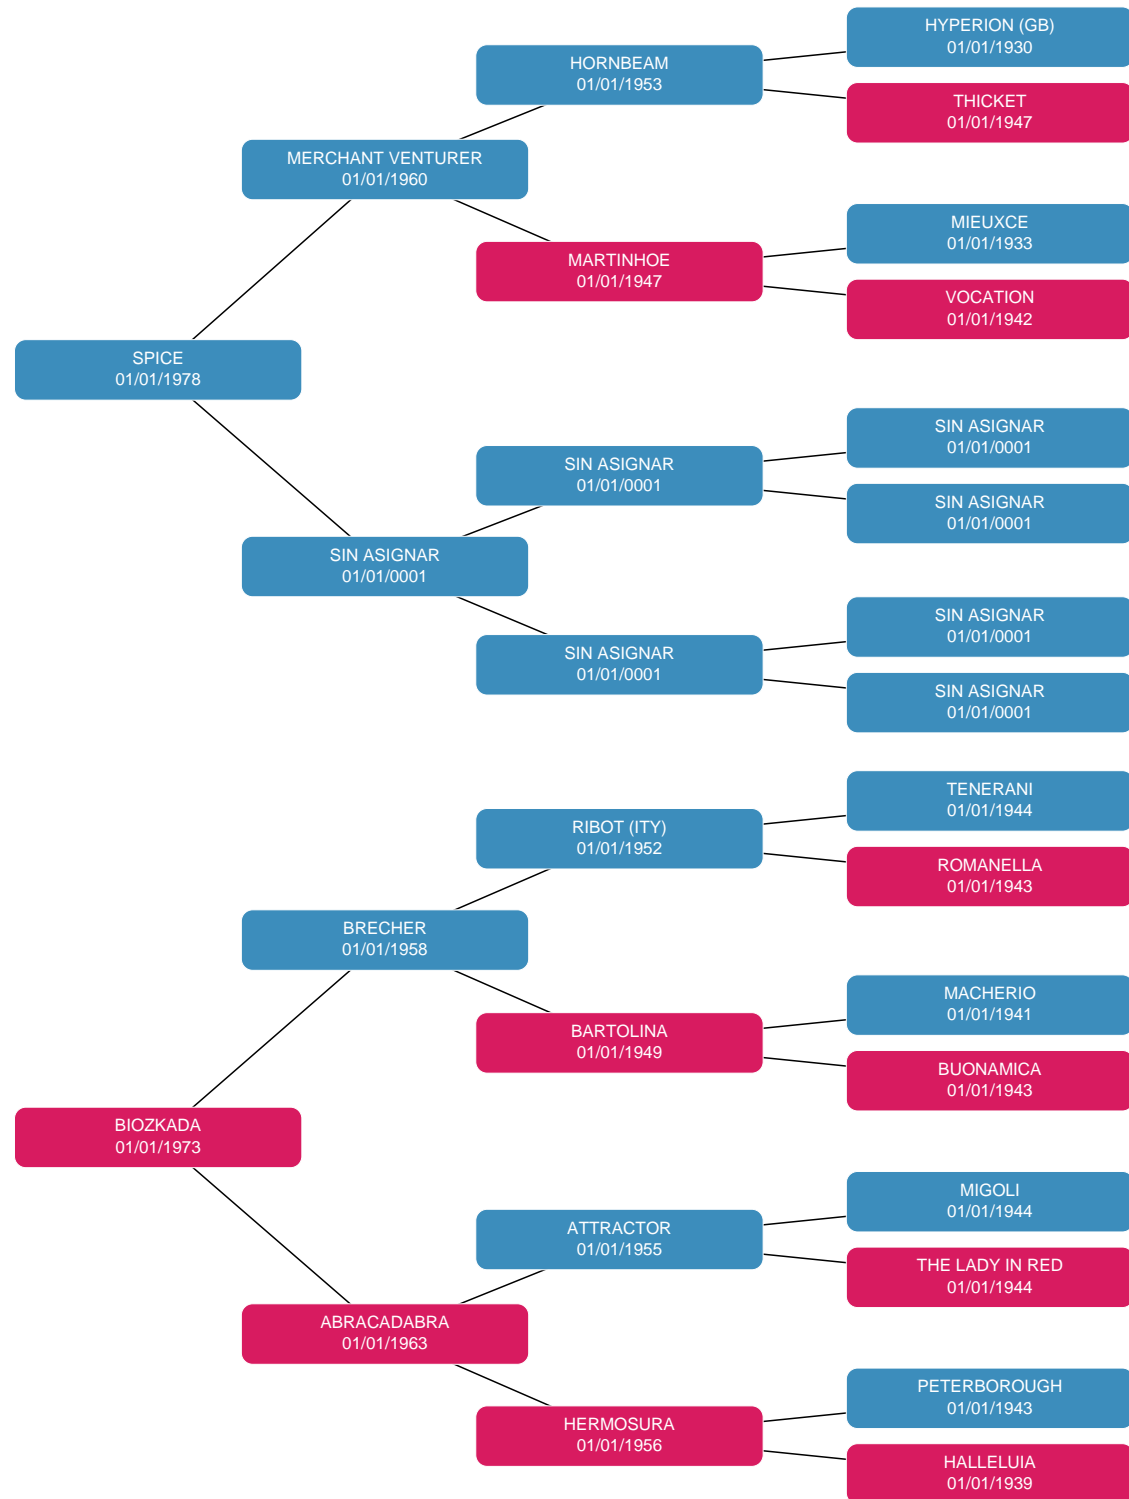 HYPERION (GB)
01/01/1930
HORNBEAM
01/01/1953
THICKET
01/01/1947
MERCHANT VENTURER
01/01/1960
MIEUXCE
01/01/1933
MARTINHOE
01/01/1947
VOCATION
01/01/1942
SPICE
01/01/1978
SIN ASIGNAR
01/01/0001
SIN ASIGNAR
01/01/0001
SIN ASIGNAR
01/01/0001
SIN ASIGNAR
01/01/0001
SIN ASIGNAR
01/01/0001
SIN ASIGNAR
01/01/0001
SIN ASIGNAR
01/01/0001
TENERANI
01/01/1944
RIBOT (ITY)
01/01/1952
ROMANELLA
01/01/1943
BRECHER
01/01/1958
MACHERIO
01/01/1941
BARTOLINA
01/01/1949
BUONAMICA
01/01/1943
BIOZKADA
01/01/1973
MIGOLI
01/01/1944
ATTRACTOR
01/01/1955
THE LADY IN RED
01/01/1944
ABRACADABRA
01/01/1963
PETERBOROUGH
01/01/1943
HERMOSURA
01/01/1956
HALLELUIA
01/01/1939